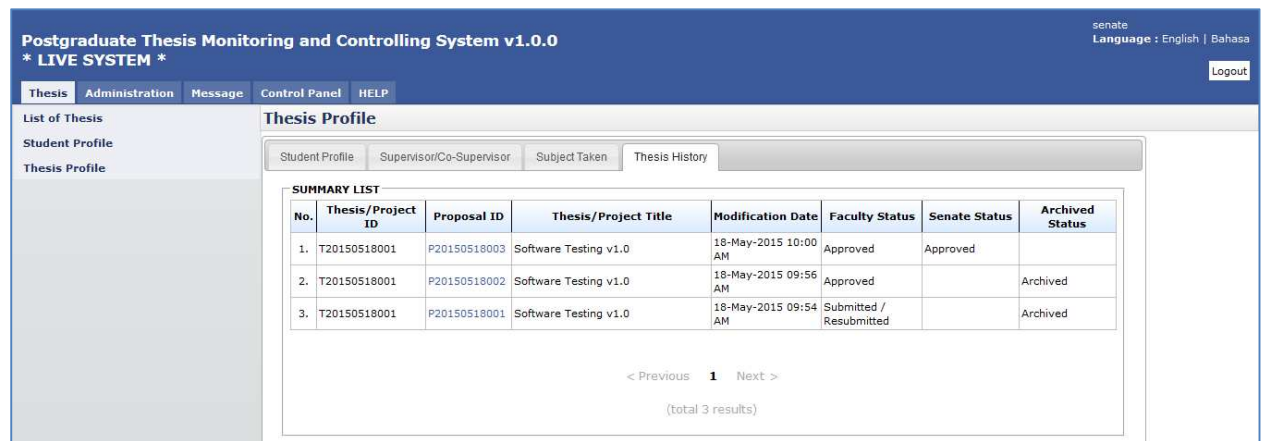 senate
Postgraduate Thesis Monitoring and Controlling System v1.0.0
Language : English | Bahasa
* LIVE SYSTEM *
Logout
Thesis Administration Message Control Panel HELP
List of Thesis
Thesis Profile
Student Profile
Thesis Profile
Student Profile Supervisor/Co-Supervisor Subject Taken Thesis History
SUMMARY LIST
No. Thesis/Project ID Proposal ID Thesis/Project Title Modification Date Faculty Status Senate Status Archived Status
1. T20150518001 P20150518003 Software Testing v1.0 18-May-2015 10:00 AM Approved Approved
2. T20150518001 P20150518002 Software Testing v1.0 18-May-2015 09:56 AM Approved Archived
3. T20150518001 P20150518001 Software Testing v1.0 18-May-2015 09:54 AM Submitted / Resubmitted Archived
< Previous 1 Next >
(total 3 results)